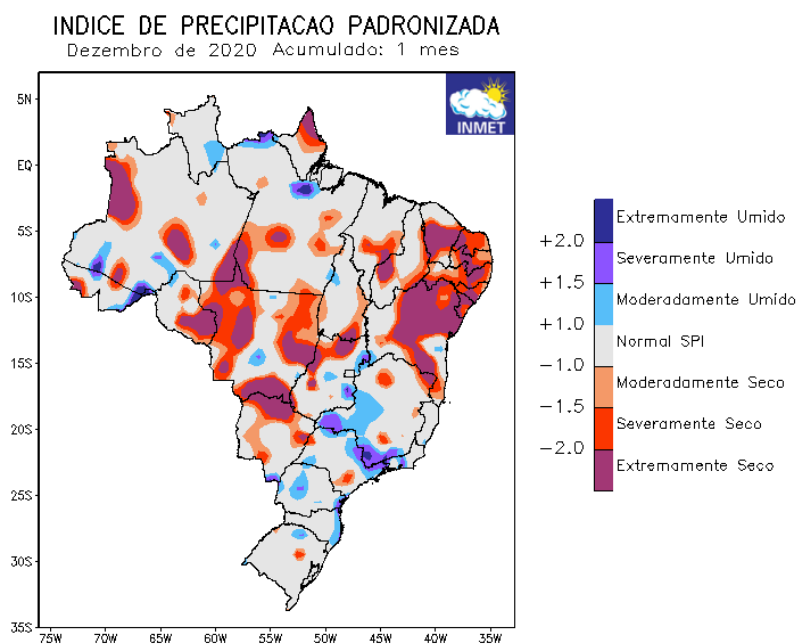 INDICE DE PRECIPITACAO PADRONIZADA
Dezembro de 2020 Acumulado: 1 mes
INMET
5N
EQ
5S
10S
15S
20S
25S
30S
35S
75W 70W 65W 60W 55W 50W 45W 40W 35W
Extremamente Umido
+2.0
Severamente Umido
+1.5
Moderadamente Umido
+1.0
Normal SPI
-1.0
Moderadamente Seco
-1.5
Severamente Seco
-2.0
Extremamente Seco